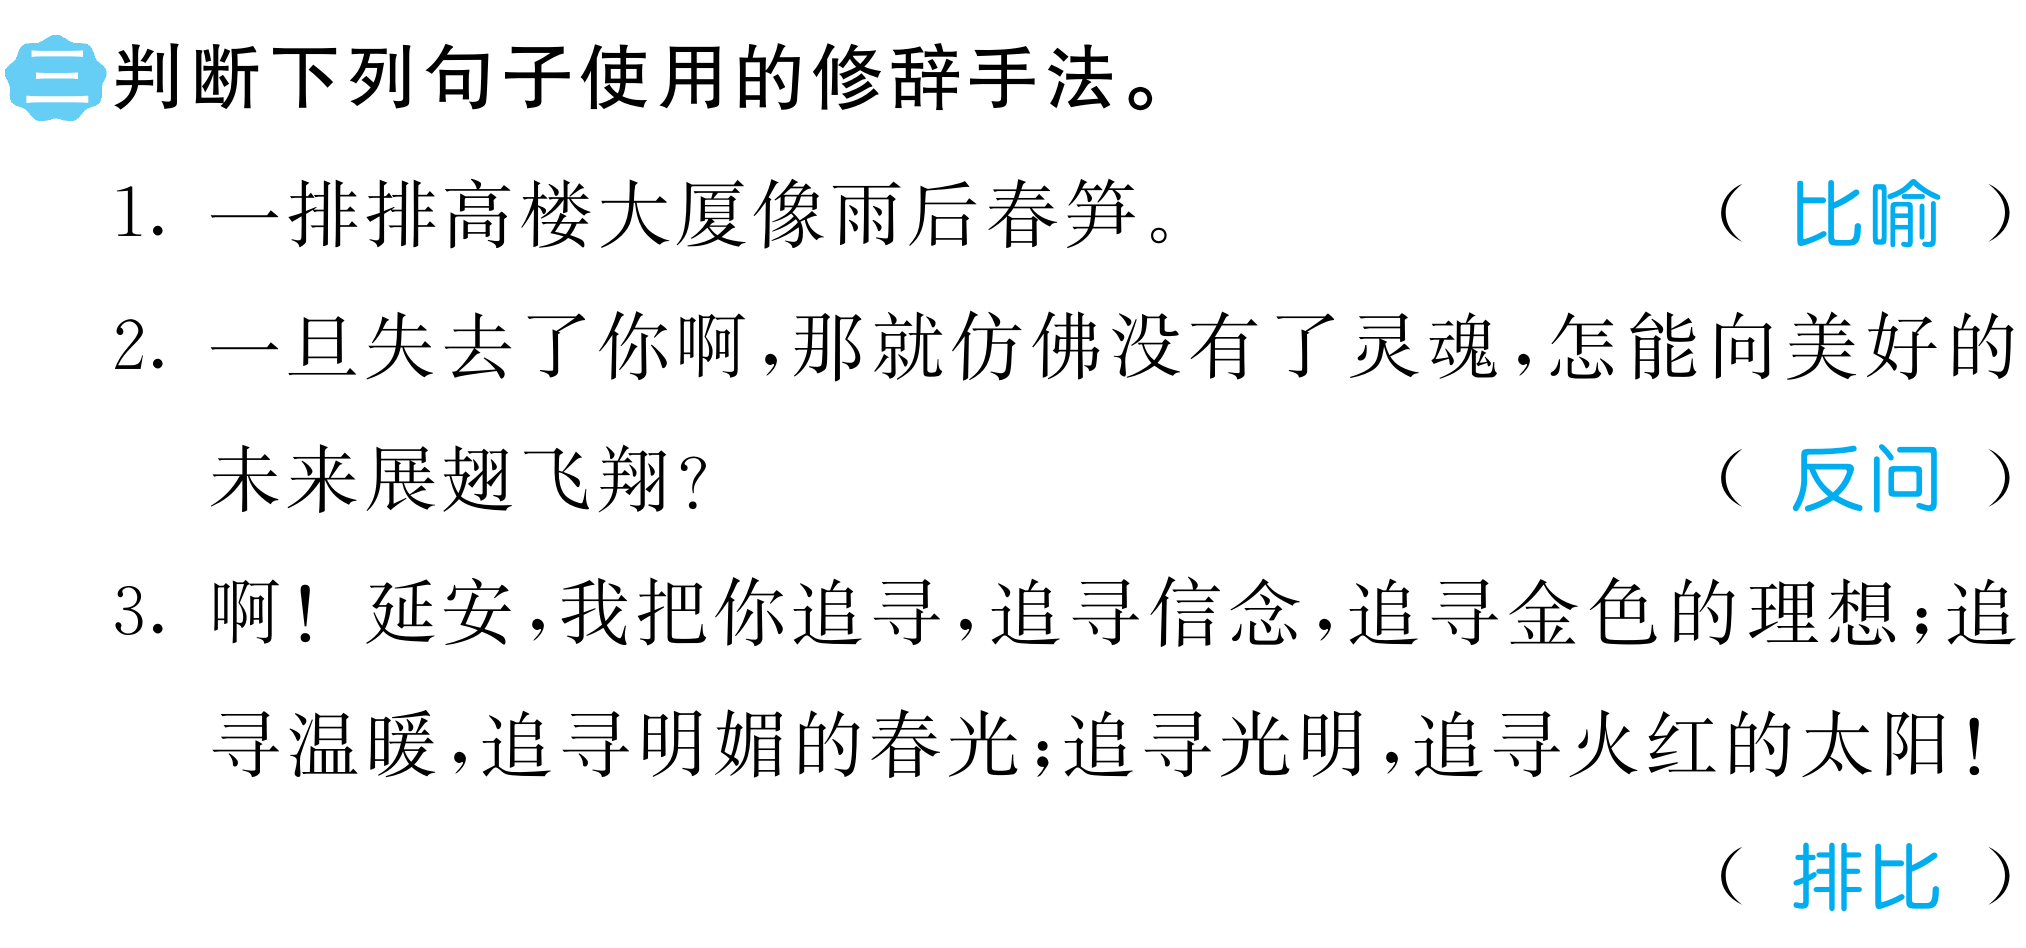 三 判断下列句子使用的修辞手法。
1. 一排排高楼大厦像雨后春笋。 （ 比喻 ）
2. 一旦失去了你啊，那就仿佛没有了灵魂，怎能向美好的
未来展翅飞翔？ （ 反问 ）
3. 啊！ 延安，我把你追寻，追寻信念，追寻金色的理想；追
寻温暖，追寻明媚的春光；追寻光明，追寻火红的太阳！
（ 排比 ）